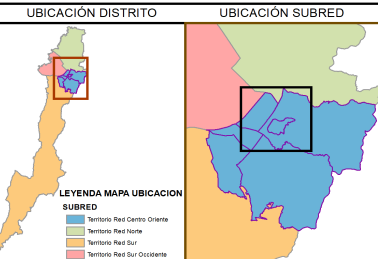 UBICACIÓN DISTRITO
UBICACIÓN SUBRED
LEYENDA MAPA UBICACION
SUBRED
Territorio Red Centro Oriente
Territorio Red Norte
Territorio Red Sur
Territorio Red Sur Occidente